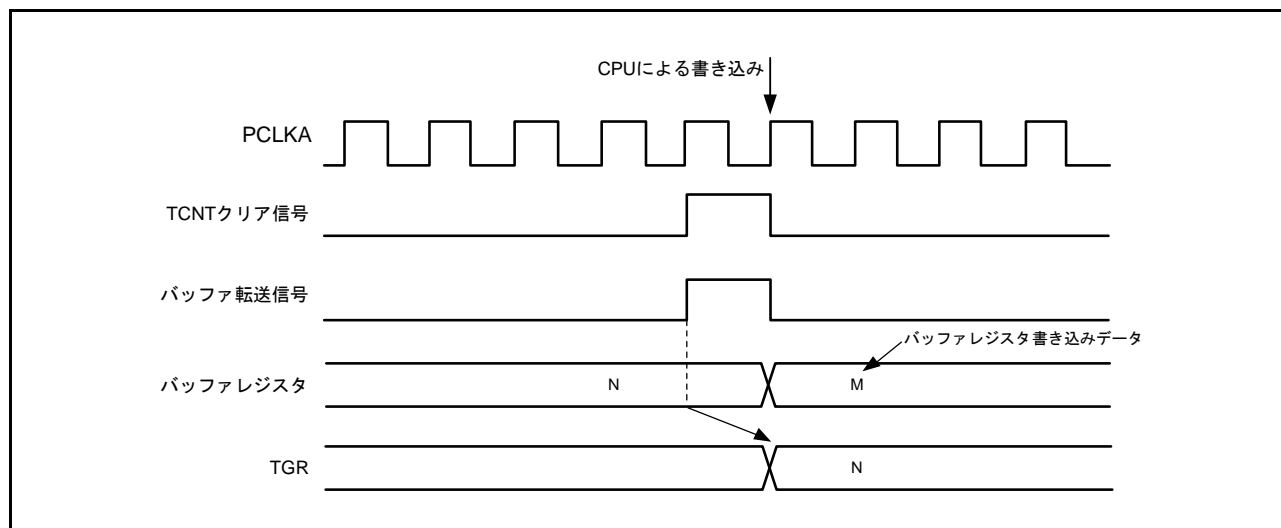 CPUによる書き込み
PCLKA
TCNTクリア信号
バッファ転送信号
バッファレジスタ書き込みデータ
バッファレジスタ
N
M
TGR
N